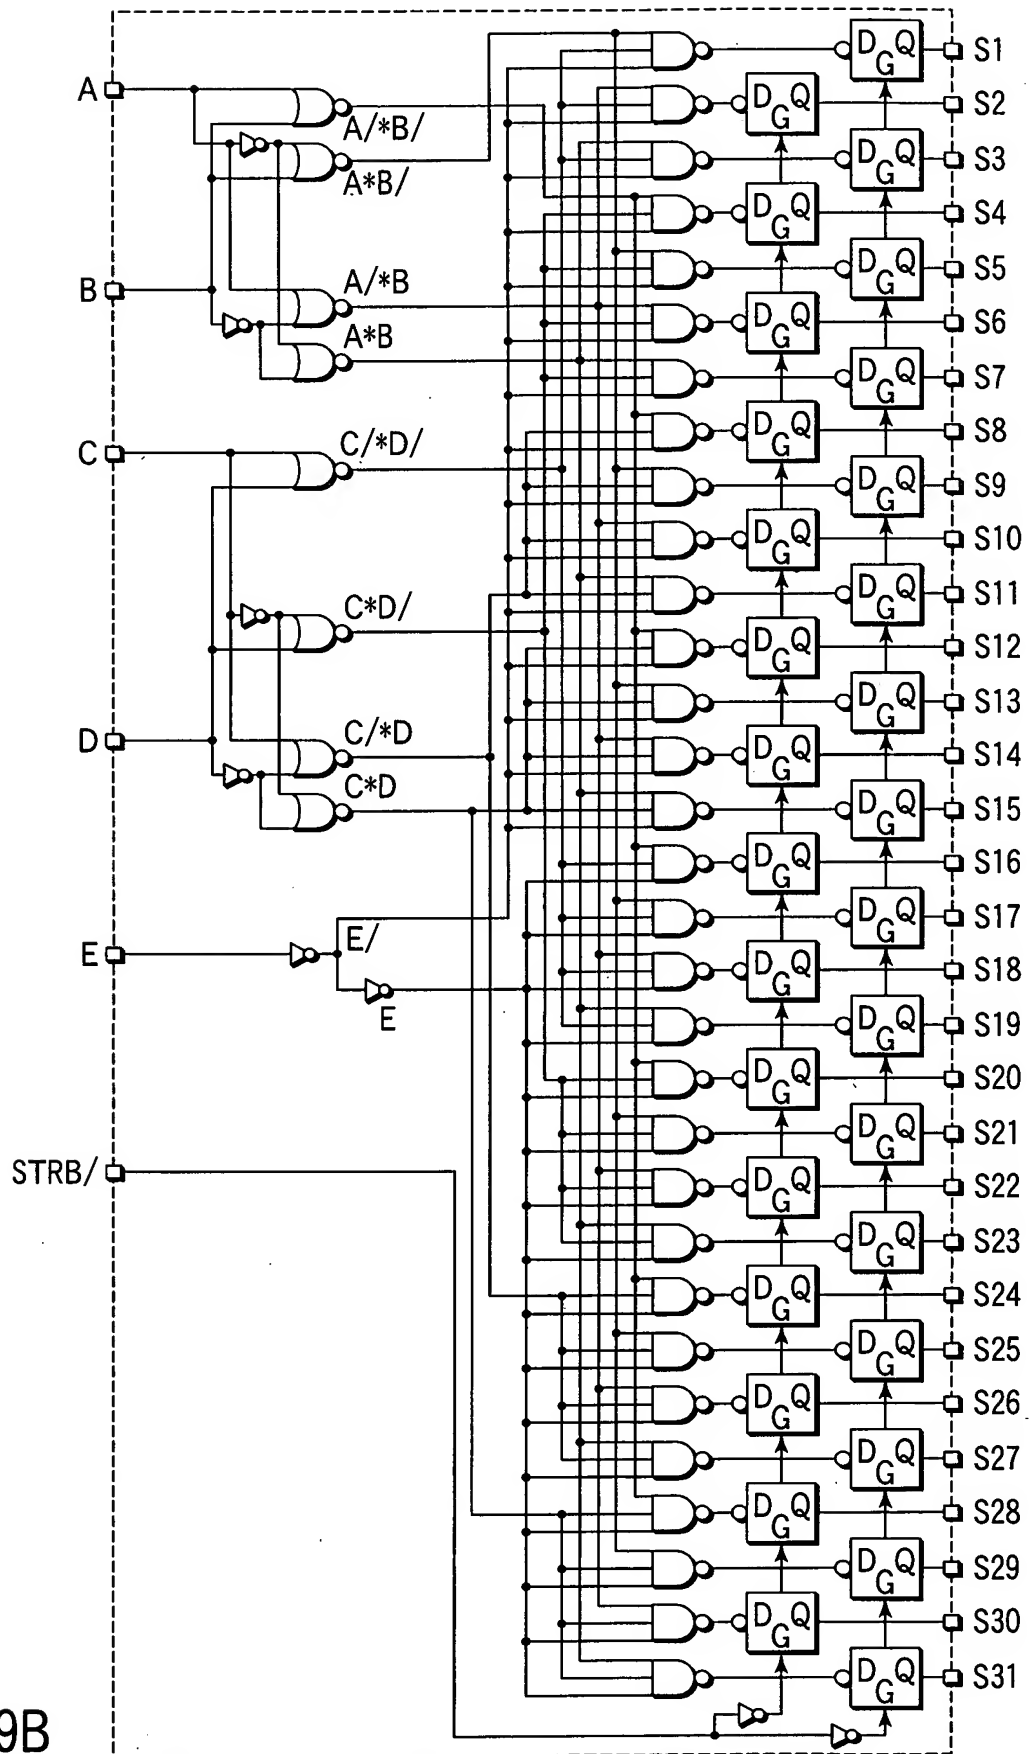 A
B
C
D
E
STRB/
A/*B/
A*B/
A/*B
A*B
C/*D/
C*D/
C/*D
C*D
E/
E
D G Q S1
D G Q S2
D G Q S3
D G Q S4
D G Q S5
D G Q S6
D G Q S7
D G Q S8
D G Q S9
D G Q S10
D G Q S11
D G Q S12
D G Q S13
D G Q S14
D G Q S15
D G Q S16
D G Q S17
D G Q S18
D G Q S19
D G Q S20
D G Q S21
D G Q S22
D G Q S23
D G Q S24
D G Q S25
D G Q S26
D G Q S27
D G Q S28
D G Q S29
D G Q S30
D G Q S31
9B